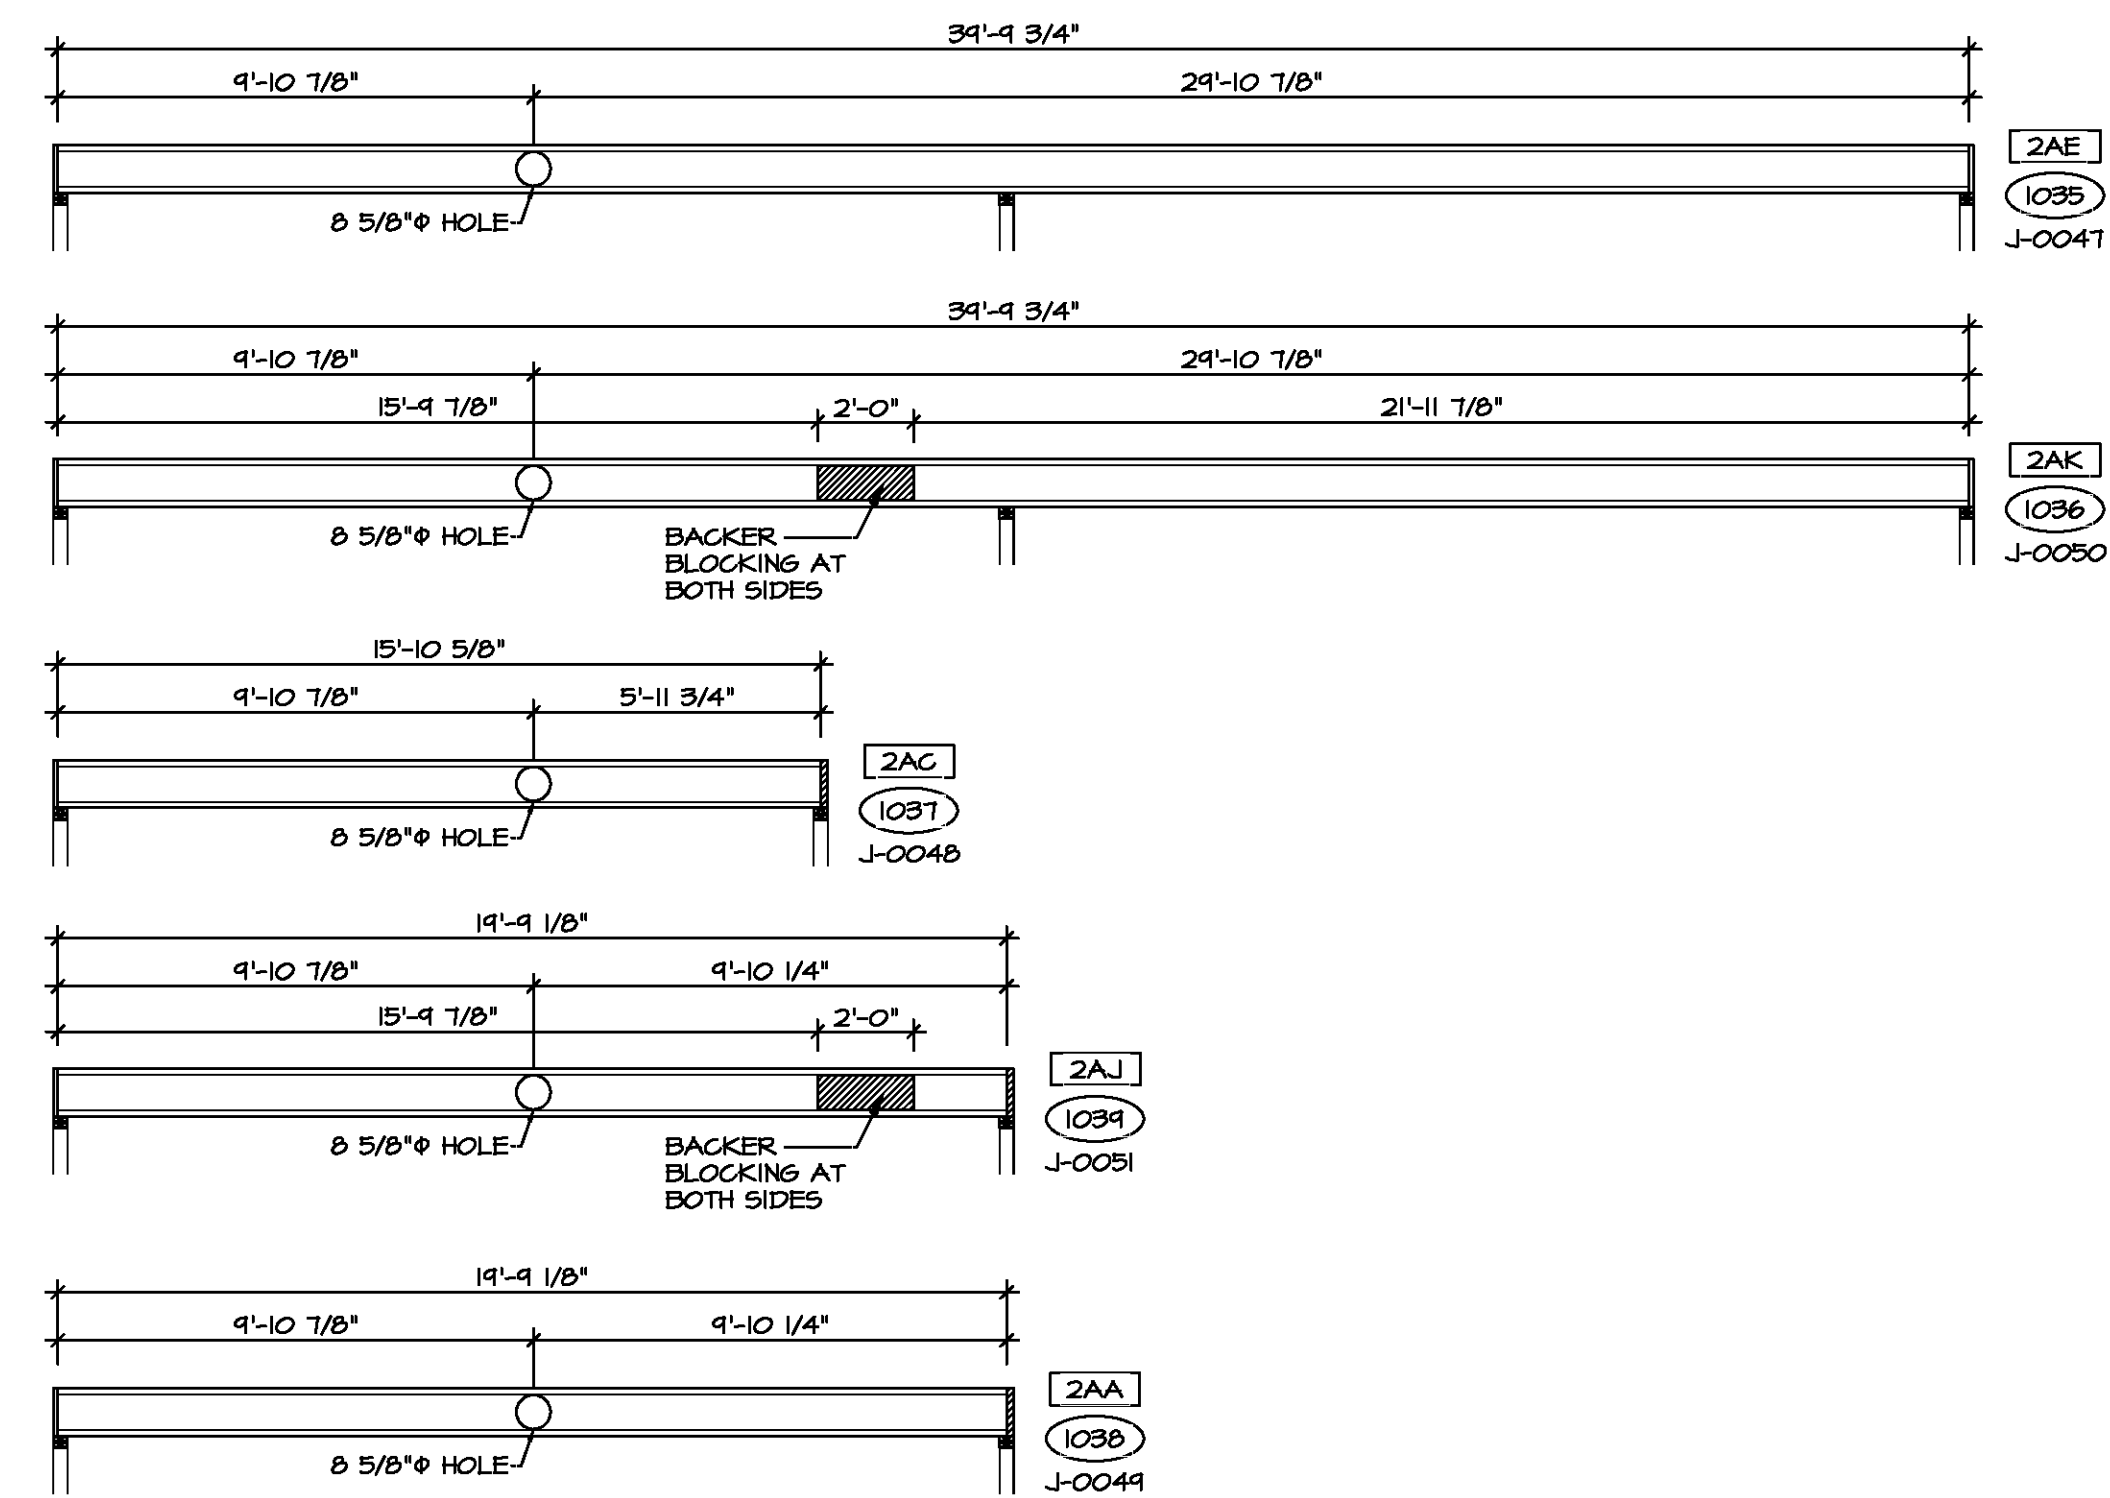 39'-9 3/4"
9'-10 7/8"
29'-10 7/8"
2AE
1035
J-0047
8 5/8"Φ HOLE
39'-9 3/4"
9'-10 7/8"
29'-10 7/8"
15'-9 7/8"
2'-0"
21'-11 7/8"
2AK
1036
J-0050
8 5/8"Φ HOLE
BACKER
BLOCKING AT
BOTH SIDES
15'-10 5/8"
9'-10 7/8"
5'-11 3/4"
2AC
1037
J-0048
8 5/8"Φ HOLE
19'-9 1/8"
9'-10 7/8"
9'-10 1/4"
15'-9 7/8"
2'-0"
2AJ
1039
J-0051
8 5/8"Φ HOLE
BACKER
BLOCKING AT
BOTH SIDES
19'-9 1/8"
9'-10 7/8"
9'-10 1/4"
2AA
1038
J-0049
8 5/8"Φ HOLE